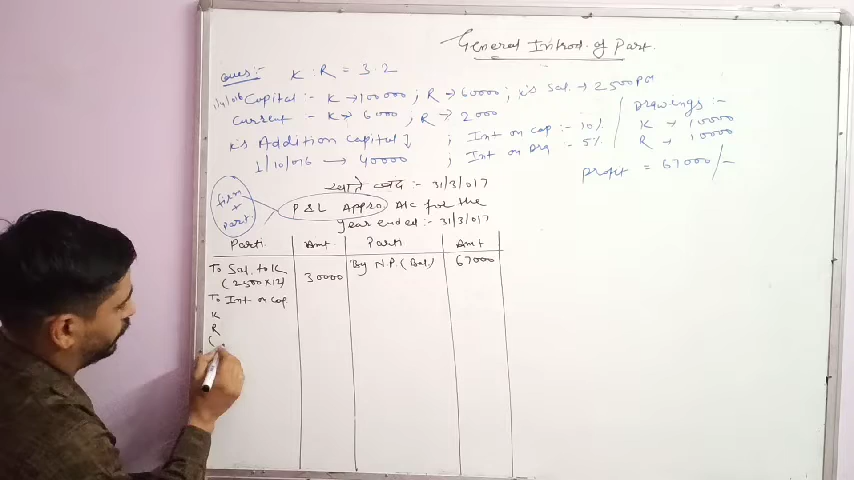 General Introd. of Part.
Ques:- K : R = 3:2
1/4/016 Capital:- K → 100000 ; R → 60000 ; K's Sal. → 2500 PM
Current :- K → 6000 ; R → 2000
K's Addition Capital ; Int on Cap :- 10%
1/10/016 → 40000 ; Int on Drg :- 5%
Drawings :-
K → 10000
R → 10000
Profit = 67000/-
खाते बंद :- 31/3/017
firm
+
Part.
P&L Appro. A/c for the
Year ended :- 31/3/017
Parti. Amt Parti. Amt
To Sal. to K By N.P. (Bal.) 67000
(2500×12) 30000
To Int on Cap
K
R
(